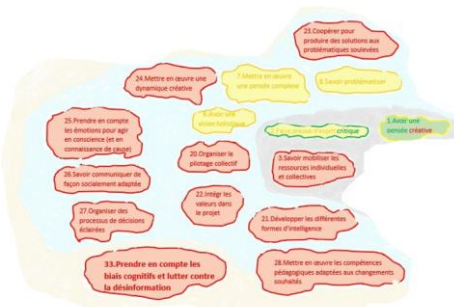 23.Coopérer pour
produire des solutions aux
problématiques soulevées
24.Mettre en œuvre une
dynamique créative
7.Mettre en œuvre
une pensée complexe
6.Savoir problématiser
25.Prendre en compte
les émotions pour agir
en conscience (et en
connaissance de cause)
8.Avoir une
vision holistique
critique
1.Avoir une
pensée créative
20.Organiser le
pilotage collectif
3.Savoir mobiliser les
ressources individuelles
et collectives
26.Savoir communiquer de
façon socialement adaptée
22.Intégr les
valeurs dans
le projet
27.Organiser des
processus de décisions
éclairées
21.Développer les différentes
formes d'intelligence
33.Prendre en compte les
biais cognitifs et lutter contre
la désinformation
28.Mettre en œuvre les compétences
pédagogiques adaptées aux changements
souhaités